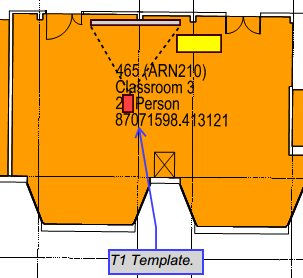 465 (ARN210)
Classroom 3
Person
87071598.413121
T1 Template.